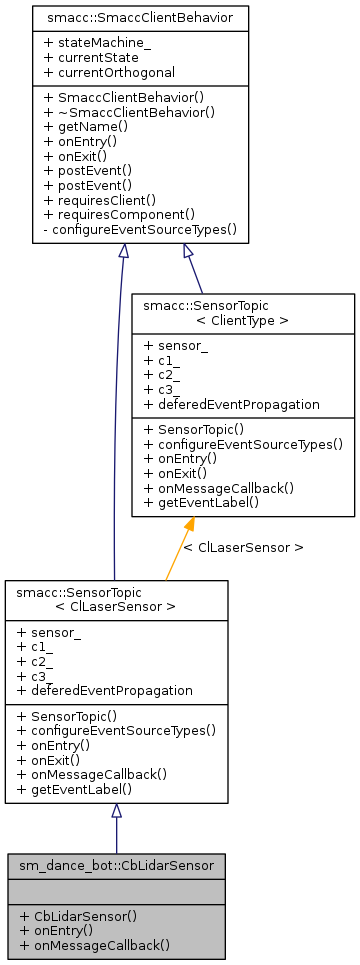 smacc::SmaccClientBehavior
+ stateMachine_
+ currentState
+ currentOrthogonal
+ SmaccClientBehavior()
+ ~SmaccClientBehavior()
+ getName()
+ onEntry()
+ onExit()
+ postEvent()
+ postEvent()
+ requiresClient()
+ requiresComponent()
- configureEventSourceTypes()
smacc::SensorTopic
< ClientType >
+ sensor_
+ c1_
+ c2_
+ c3_
+ deferedEventPropagation
+ SensorTopic()
+ configureEventSourceTypes()
+ onEntry()
+ onExit()
+ onMessageCallback()
+ getEventLabel()
< ClLaserSensor >
smacc::SensorTopic
< ClLaserSensor >
+ sensor_
+ c1_
+ c2_
+ c3_
+ deferedEventPropagation
+ SensorTopic()
+ configureEventSourceTypes()
+ onEntry()
+ onExit()
+ onMessageCallback()
+ getEventLabel()
sm_dance_bot::CbLidarSensor
+ CbLidarSensor()
+ onEntry()
+ onMessageCallback()